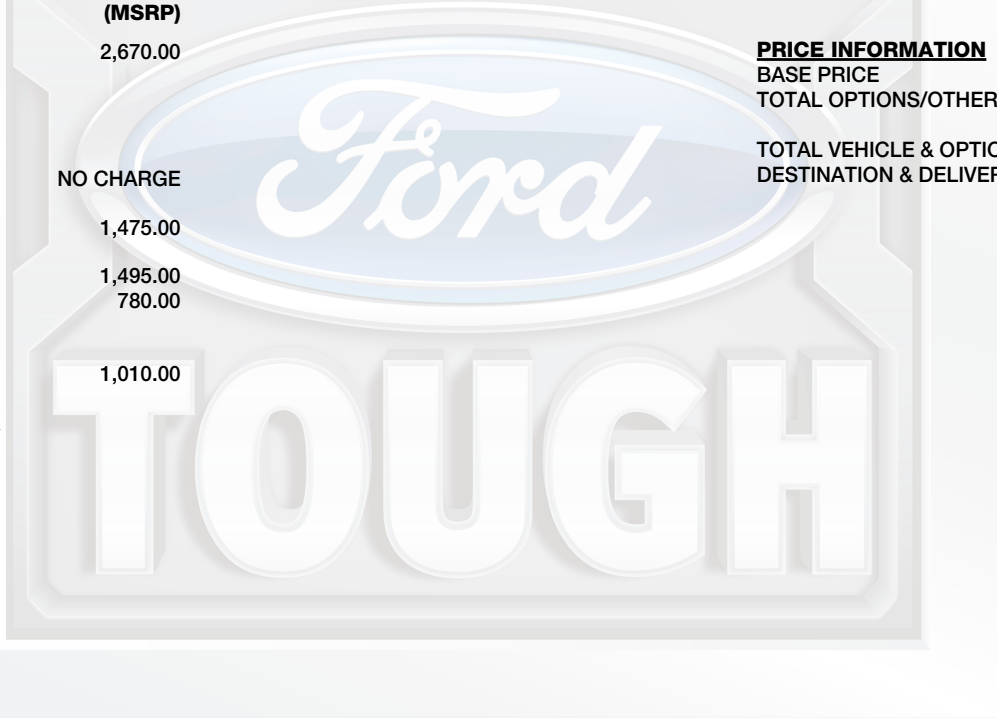 (MSRP)
2,670.00
NO CHARGE
1,475.00
1,495.00
780.00
1,010.00
PRICE INFORMATION
BASE PRICE
TOTAL OPTIONS/OTHER
TOTAL VEHICLE & OPTIO
DESTINATION & DELIVER
Ford
TOUGH